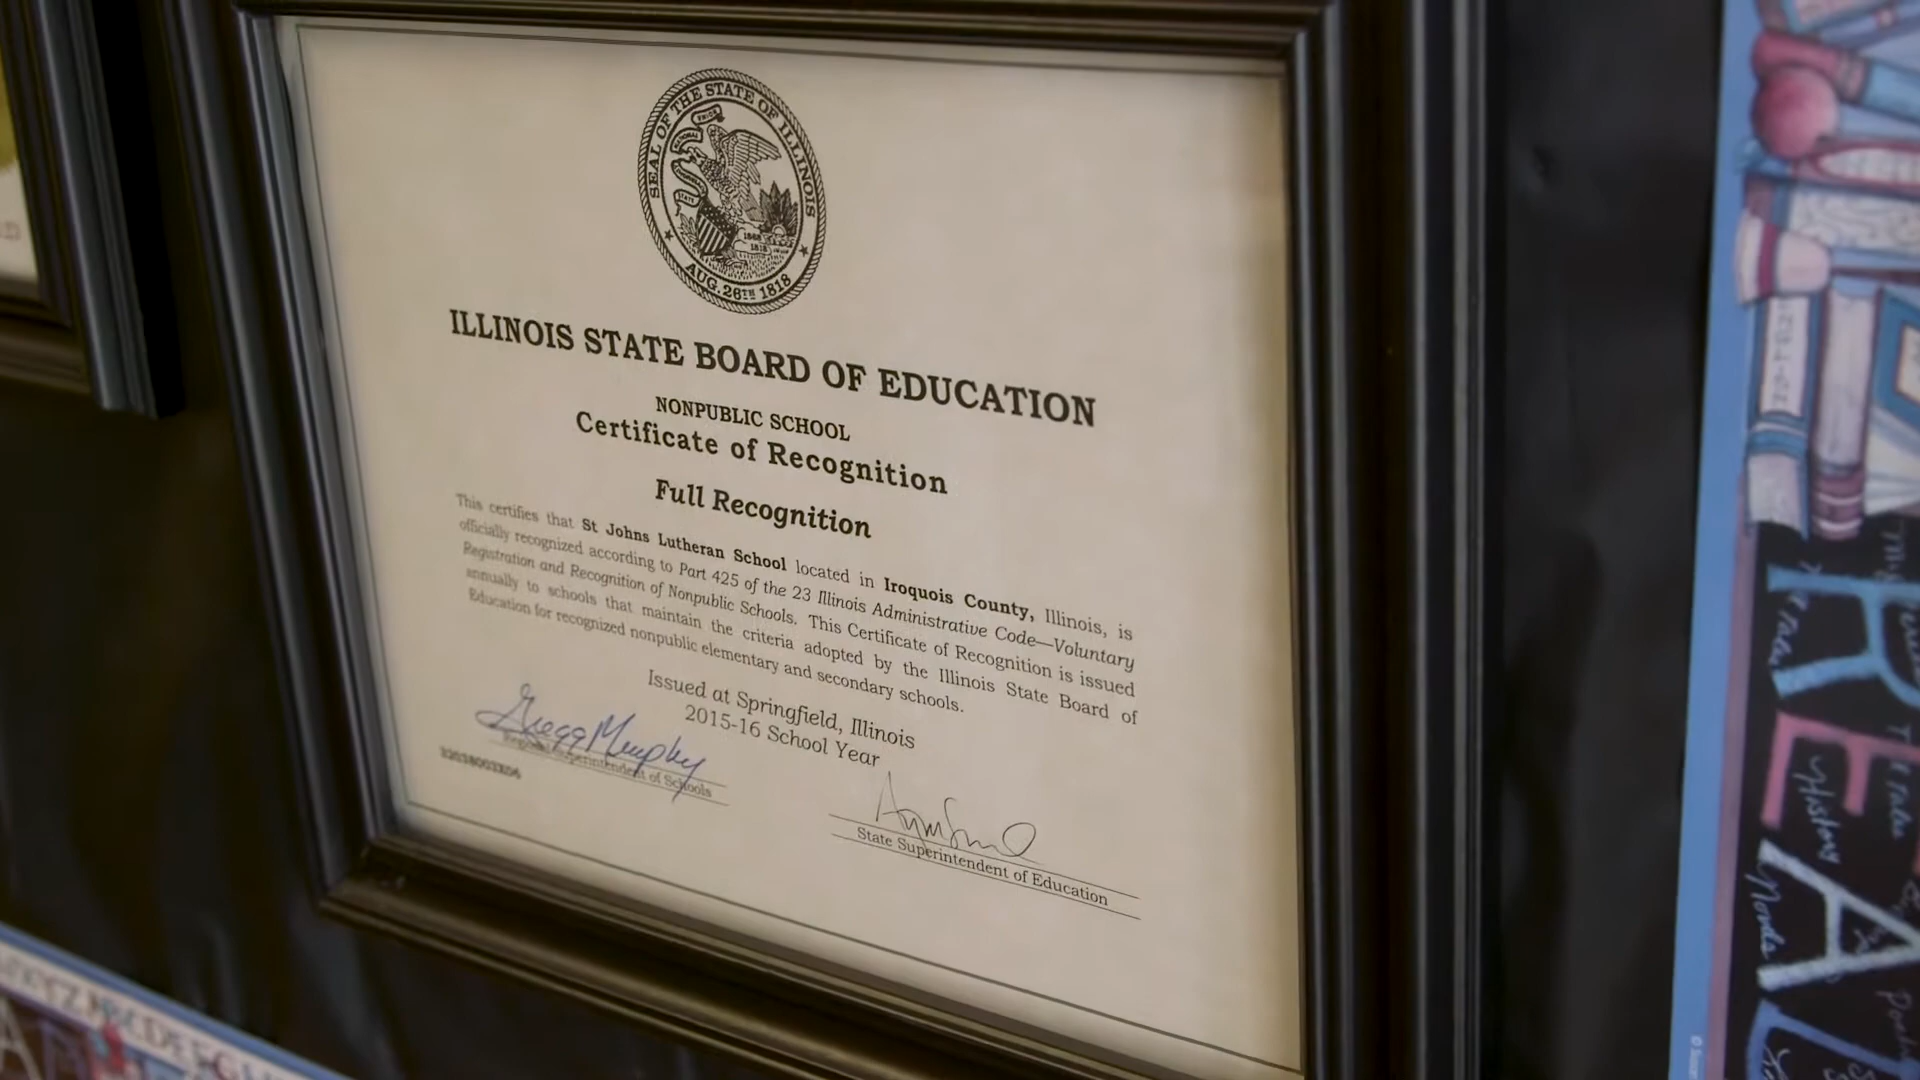 SEAL OF THE STATE OF ILLINOIS
AUG. 26TH 1818
ILLINOIS STATE BOARD OF EDUCATION
NONPUBLIC SCHOOL
Certificate of Recognition
Full Recognition
This certifies that St Johns Lutheran School located in Iroquois County, Illinois, is
officially recognized according to Part 425 of the 23 Illinois Administrative Code—Voluntary
Registration and Recognition of Nonpublic Schools. This Certificate of Recognition is issued
annually to schools that maintain the criteria adopted by the Illinois State Board of
Education for recognized nonpublic elementary and secondary schools.
Issued at Springfield, Illinois
2015-16 School Year
Gregg Murphy
Regional Superintendent of Schools
State Superintendent of Education
REA
History